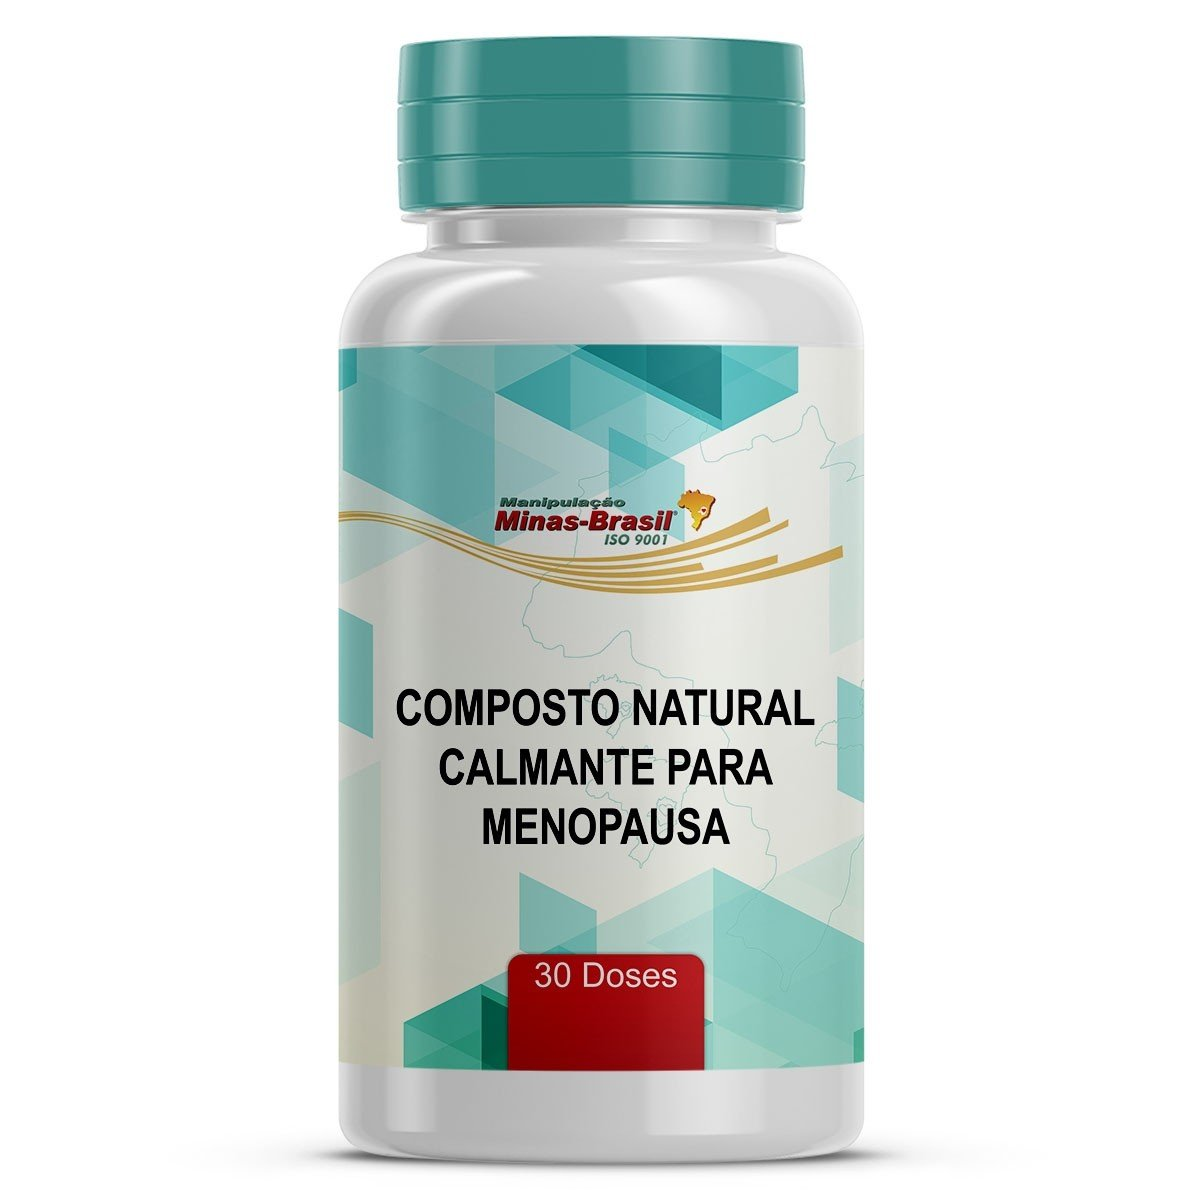 Manipulação
Minas-Brasil®
ISO 9001
COMPOSTO NATURAL
CALMANTE PARA
MENOPAUSA
30 Doses